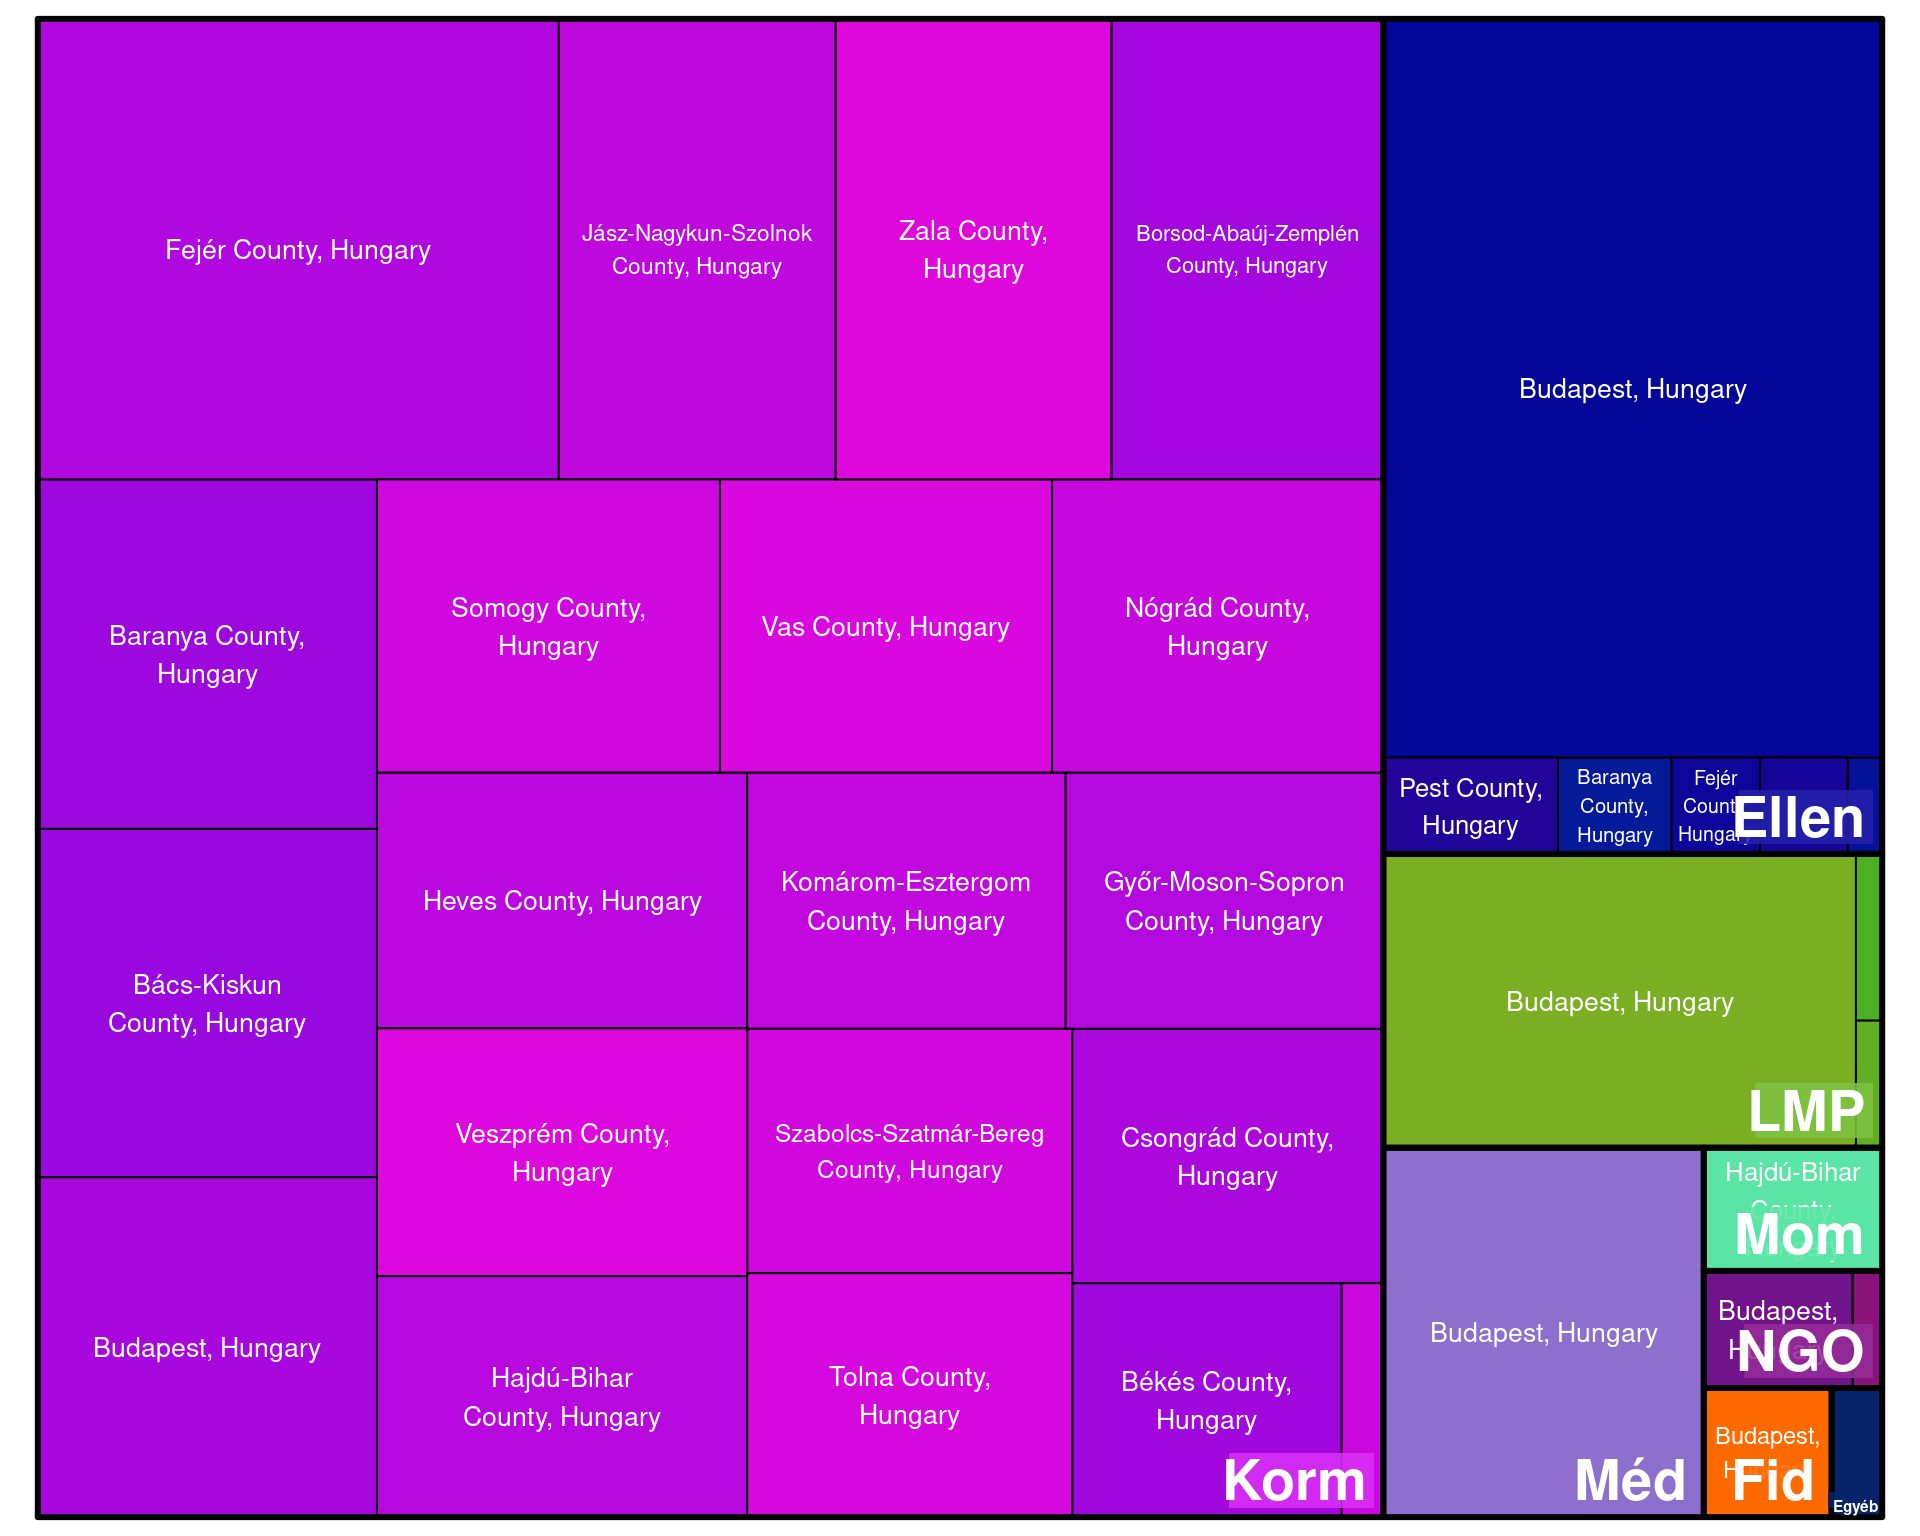 Fejér County, Hungary
Jász-Nagykun-Szolnok
County, Hungary
Zala County,
Hungary
Borsod-Abaúj-Zemplén
County, Hungary
Budapest, Hungary
Baranya County,
Hungary
Somogy County,
Hungary
Vas County, Hungary
Nógrád County,
Hungary
Pest County,
Hungary
Baranya
County,
Hungary
Fejér
County,
Hungary
Ellen
Bács-Kiskun
County, Hungary
Heves County, Hungary
Komárom-Esztergom
County, Hungary
Győr-Moson-Sopron
County, Hungary
Budapest, Hungary
LMP
Veszprém County,
Hungary
Szabolcs-Szatmár-Bereg
County, Hungary
Csongrád County,
Hungary
Budapest, Hungary
Hajdú-Bihar
County, Hungary
Tolna County,
Hungary
Békés County,
Hungary
Korm
Budapest, Hungary
Méd
Hajdú-Bihar
County,
Mom
Budapest,
NGO
Budapest,
Fid
Egyéb